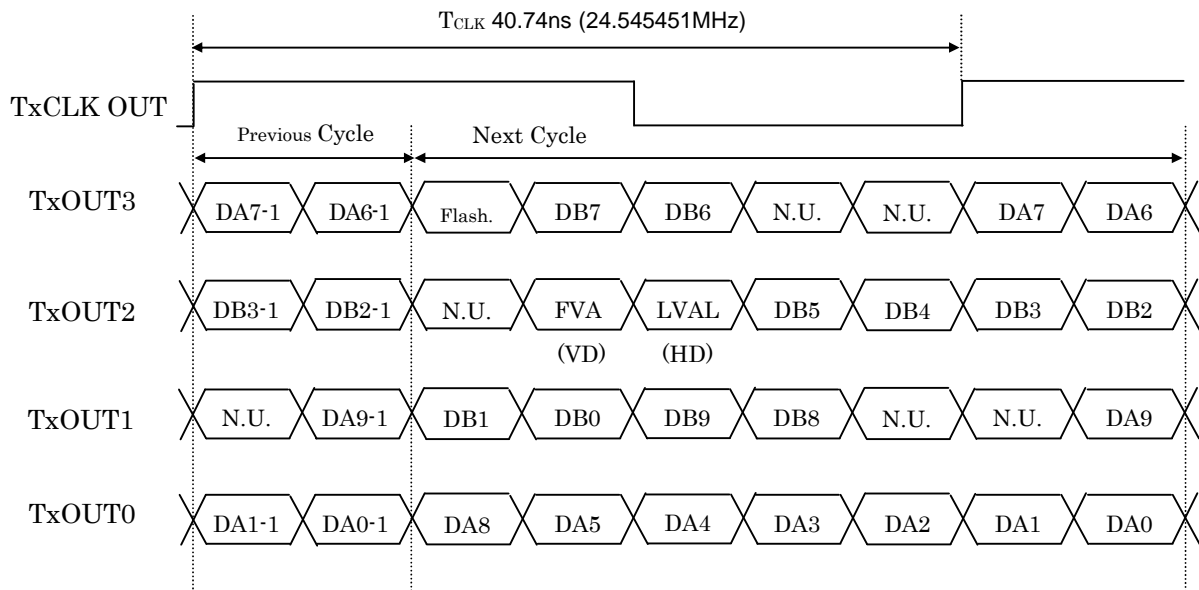 TCLK 40.74ns (24.545451MHz)
TxCLK OUT
Previous Cycle Next Cycle
TxOUT3 DA7-1 DA6-1 Flash. DB7 DB6 N.U. N.U. DA7 DA6
TxOUT2 DB3-1 DB2-1 N.U. FVA LVAL DB5 DB4 DB3 DB2
(VD) (HD)
TxOUT1 N.U. DA9-1 DB1 DB0 DB9 DB8 N.U. N.U. DA9
TxOUT0 DA1-1 DA0-1 DA8 DA5 DA4 DA3 DA2 DA1 DA0